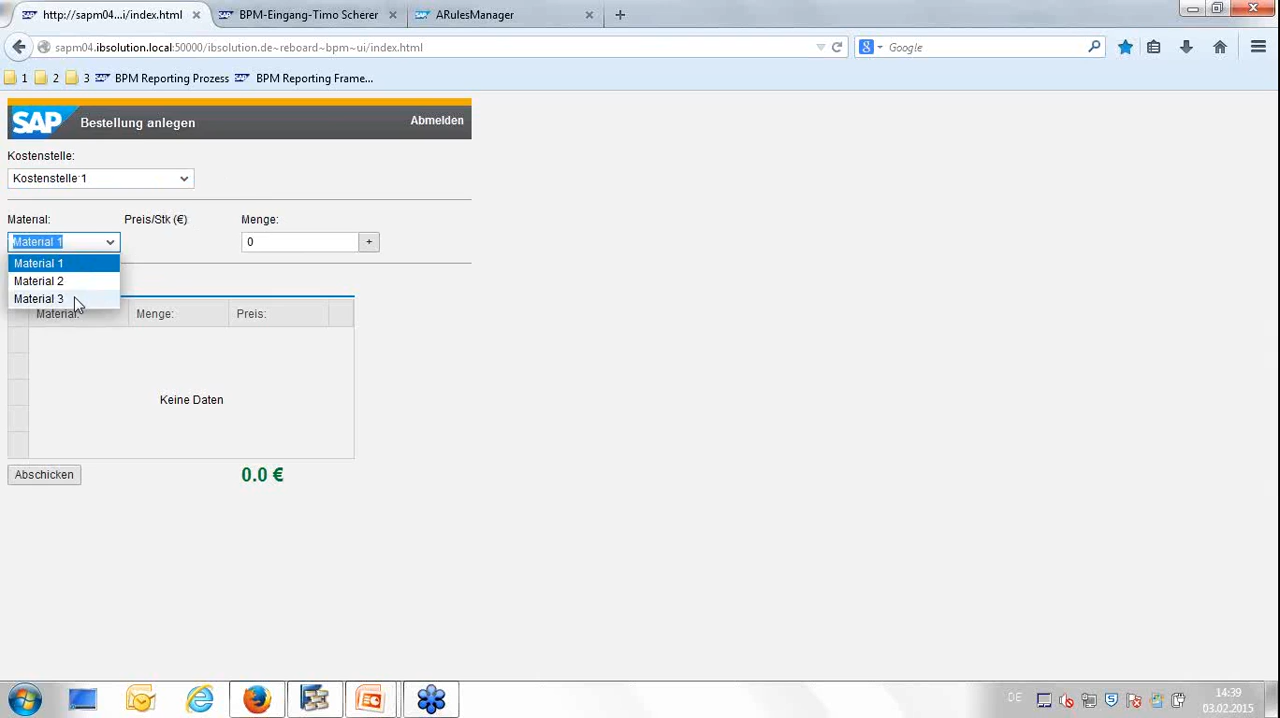 http://sapm04...i/index.html
BPM-Eingang-Timo Scherer
ARulesManager
sapm04.ibsolution.local:50000/ibsolution.de~reboard~bpm~ui/index.html
Google
1
2
3
BPM Reporting Prozess
BPM Reporting Frame...
SAP
Bestellung anlegen
Abmelden
Kostenstelle:
Kostenstelle 1
Material:
Preis/Stk (€)
Menge:
Material 1
0
+
Material 1
Material 2
Material 3
Material:
Menge:
Preis:
Keine Daten
Abschicken
0.0 €
DE
14:39
03.02.2015